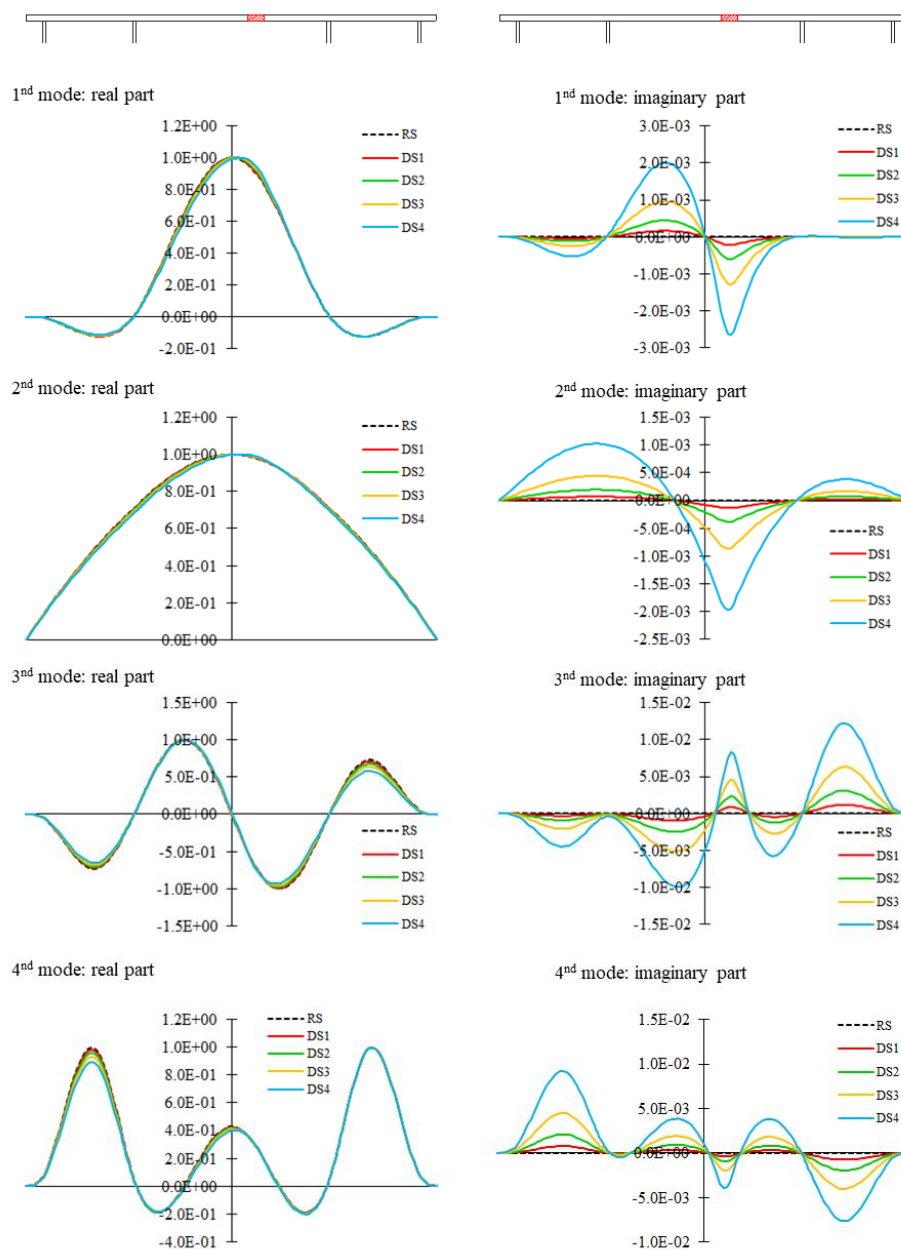 1nd mode: real part
1.2E+00
1.0E+00
8.0E-01
6.0E-01
4.0E-01
2.0E-01
0.0E+00
-2.0E-01
RS
DS1
DS2
DS3
DS4
1nd mode: imaginary part
3.0E-03
2.0E-03
1.0E-03
0.0E+00
-1.0E-03
-2.0E-03
-3.0E-03
RS
DS1
DS2
DS3
DS4
2nd mode: real part
1.2E+00
1.0E+00
8.0E-01
6.0E-01
4.0E-01
2.0E-01
0.0E+00
RS
DS1
DS2
DS3
DS4
2nd mode: imaginary part
1.5E-03
1.0E-03
5.0E-04
0.0E+00
-5.0E-04
-1.0E-03
-1.5E-03
-2.0E-03
-2.5E-03
RS
DS1
DS2
DS3
DS4
3nd mode: real part
1.5E+00
1.0E+00
5.0E-01
0.0E+00
-5.0E-01
-1.0E+00
-1.5E+00
RS
DS1
DS2
DS3
DS4
3nd mode: imaginary part
1.5E-02
1.0E-02
5.0E-03
0.0E+00
-5.0E-03
-1.0E-02
-1.5E-02
RS
DS1
DS2
DS3
DS4
4nd mode: real part
1.2E+00
1.0E+00
8.0E-01
6.0E-01
4.0E-01
2.0E-01
0.0E+00
-2.0E-01
-4.0E-01
RS
DS1
DS2
DS3
DS4
4nd mode: imaginary part
1.5E-02
1.0E-02
5.0E-03
0.0E+00
-5.0E-03
-1.0E-02
RS
DS1
DS2
DS3
DS4